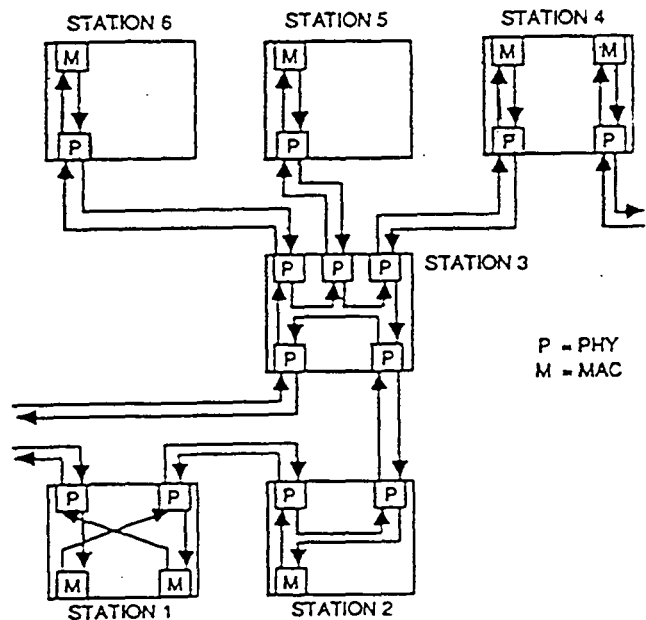 STATION 6
STATION 5
STATION 4
M
M
M
M
P
P
P
P
P
P
P
STATION 3
P
P
P = PHY
M = MAC
P
P
P
P
M
M
M
STATION 1
STATION 2